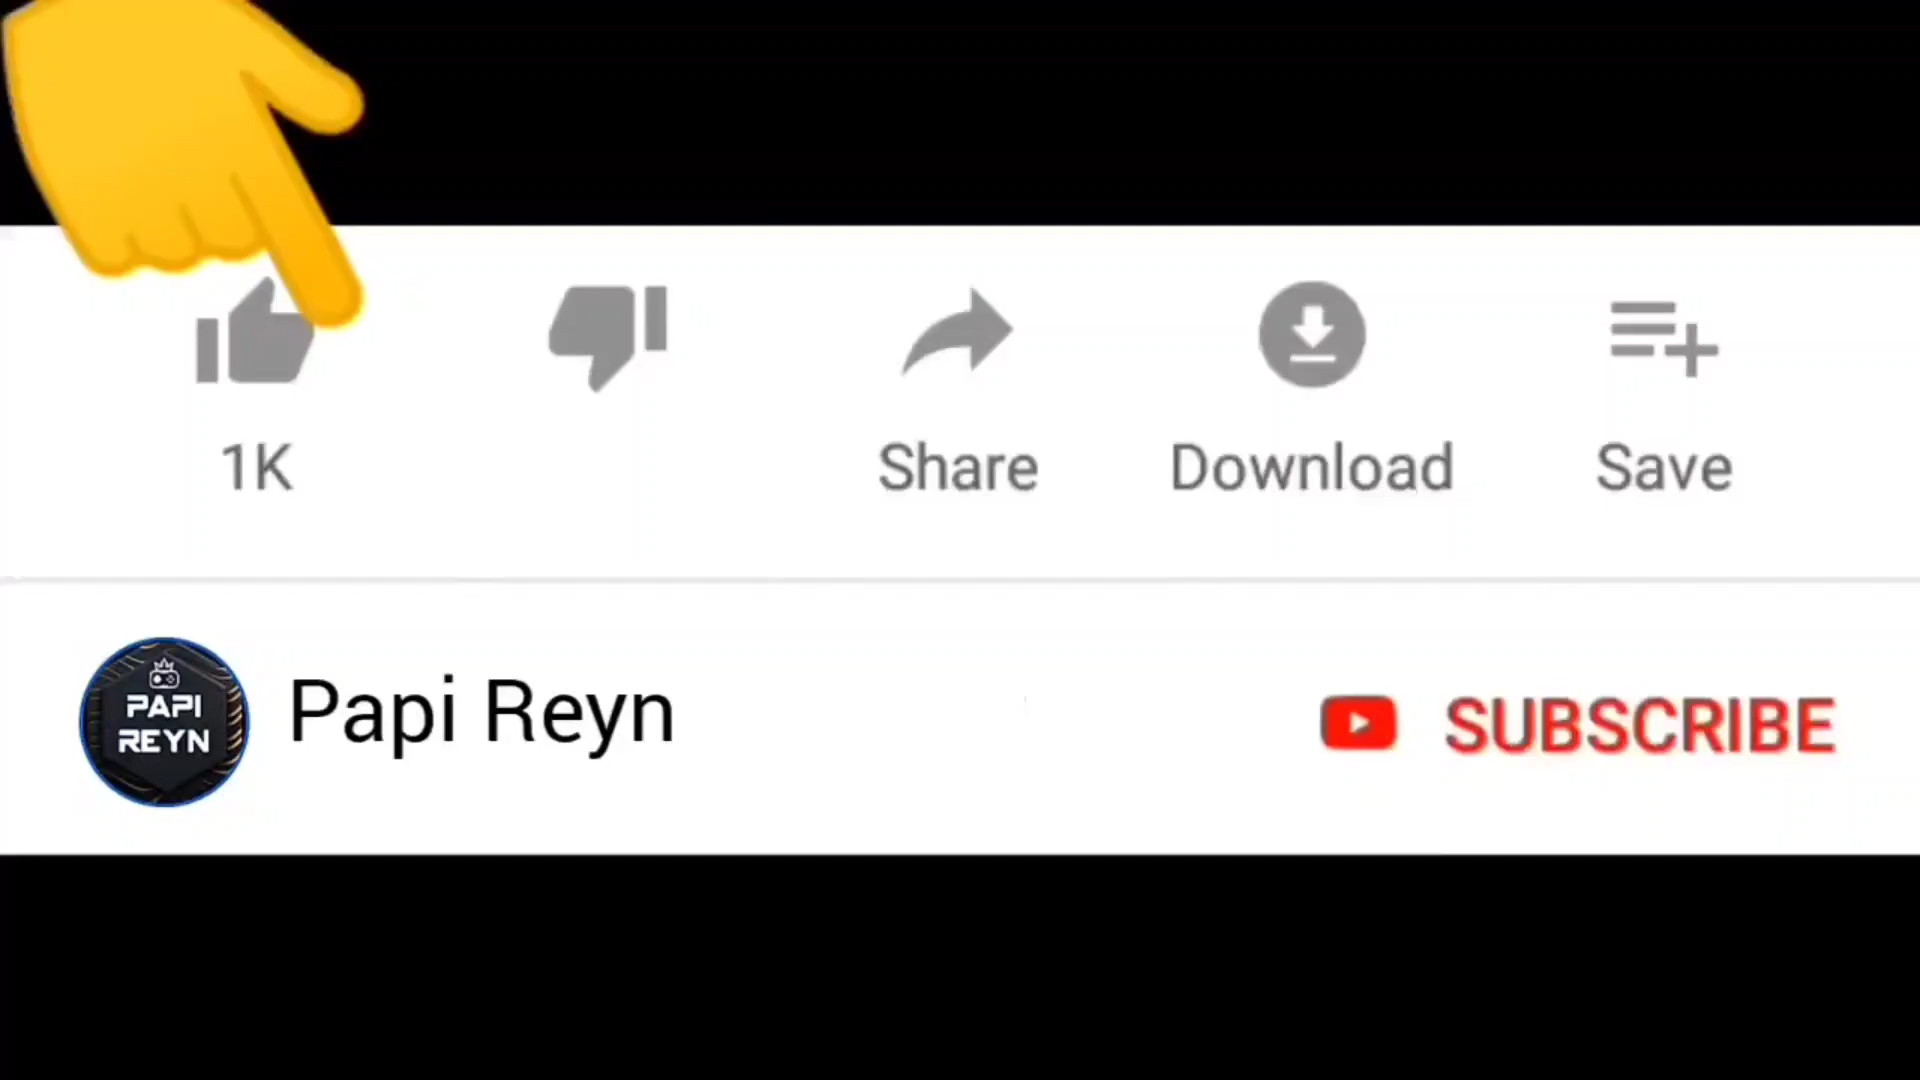 1K
Share
Download
Save
PAPI
REYN
Papi Reyn
SUBSCRIBE